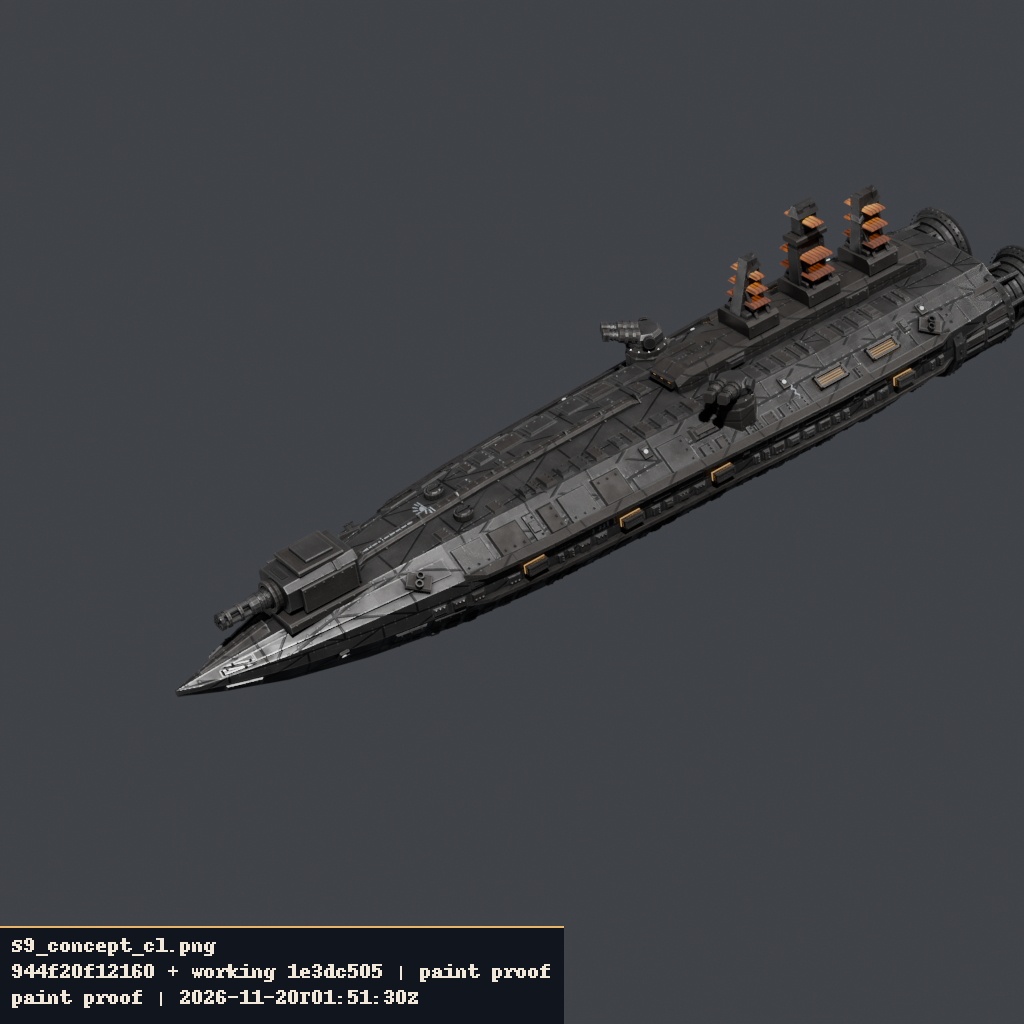 s9_concept_cl.png
944f20f12160 + working 1e3dc505 | paint proof
paint proof | 2026-11-20T01:51:30Z